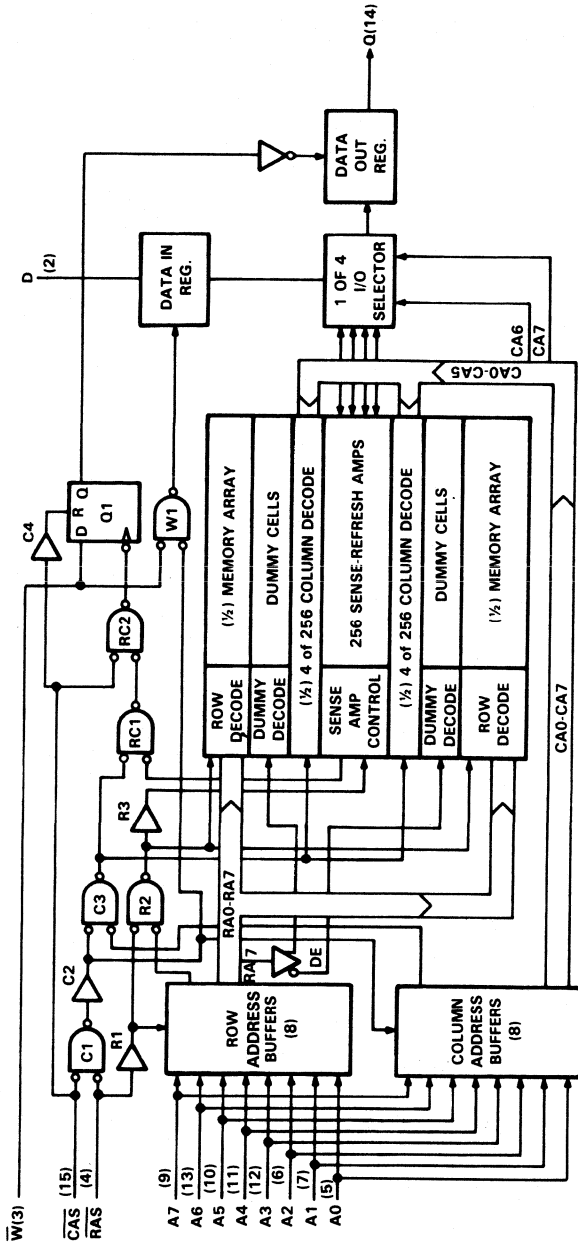 W̅(3)
D
(2)
C̅A̅S̅ (15)
R̅A̅S̅ (4)
C1
C2
R1
C3
R2
R3
RC1
RC2
C4
D R Q
Q1
W1
DATA IN
REG.
DATA
OUT
REG.
Q(14)
1 OF 4
I/O
SELECTOR
CA6
CA7
CA0-CA5
A7 (9)
A6 (13)
A5 (10)
A4 (11)
A3 (12)
A2 (6)
A1 (7)
A0 (5)
ROW
ADDRESS
BUFFERS
(8)
COLUMN
ADDRESS
BUFFERS
(8)
RA0-RA7
RA 7
DE
ROW
DECODE
(½) MEMORY ARRAY
DUMMY
DECODE
DUMMY CELLS
(½) 4 of 256 COLUMN DECODE
SENSE
AMP
CONTROL
256 SENSE-REFRESH AMPS
(½) 4 of 256 COLUMN DECODE
DUMMY
DECODE
DUMMY CELLS
ROW
DECODE
(½) MEMORY ARRAY
CA0-CA7